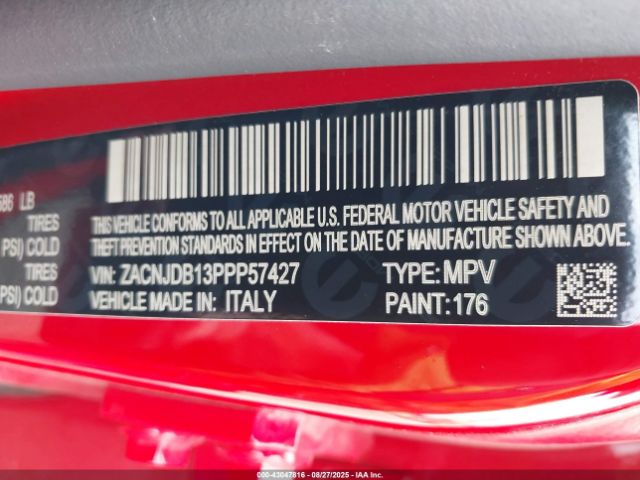 586 LB
TIRES
PSI) COLD
TIRES
PSI) COLD
THIS VEHICLE CONFORMS TO ALL APPLICABLE U.S. FEDERAL MOTOR VEHICLE SAFETY AND
THEFT PREVENTION STANDARDS IN EFFECT ON THE DATE OF MANUFACTURE SHOWN ABOVE.
VIN: ZACNJDB13PPP57427 TYPE: MPV
VEHICLE MADE IN: ITALY PAINT: 176
000-43047816 - 08/27/2025 - IAA Inc.